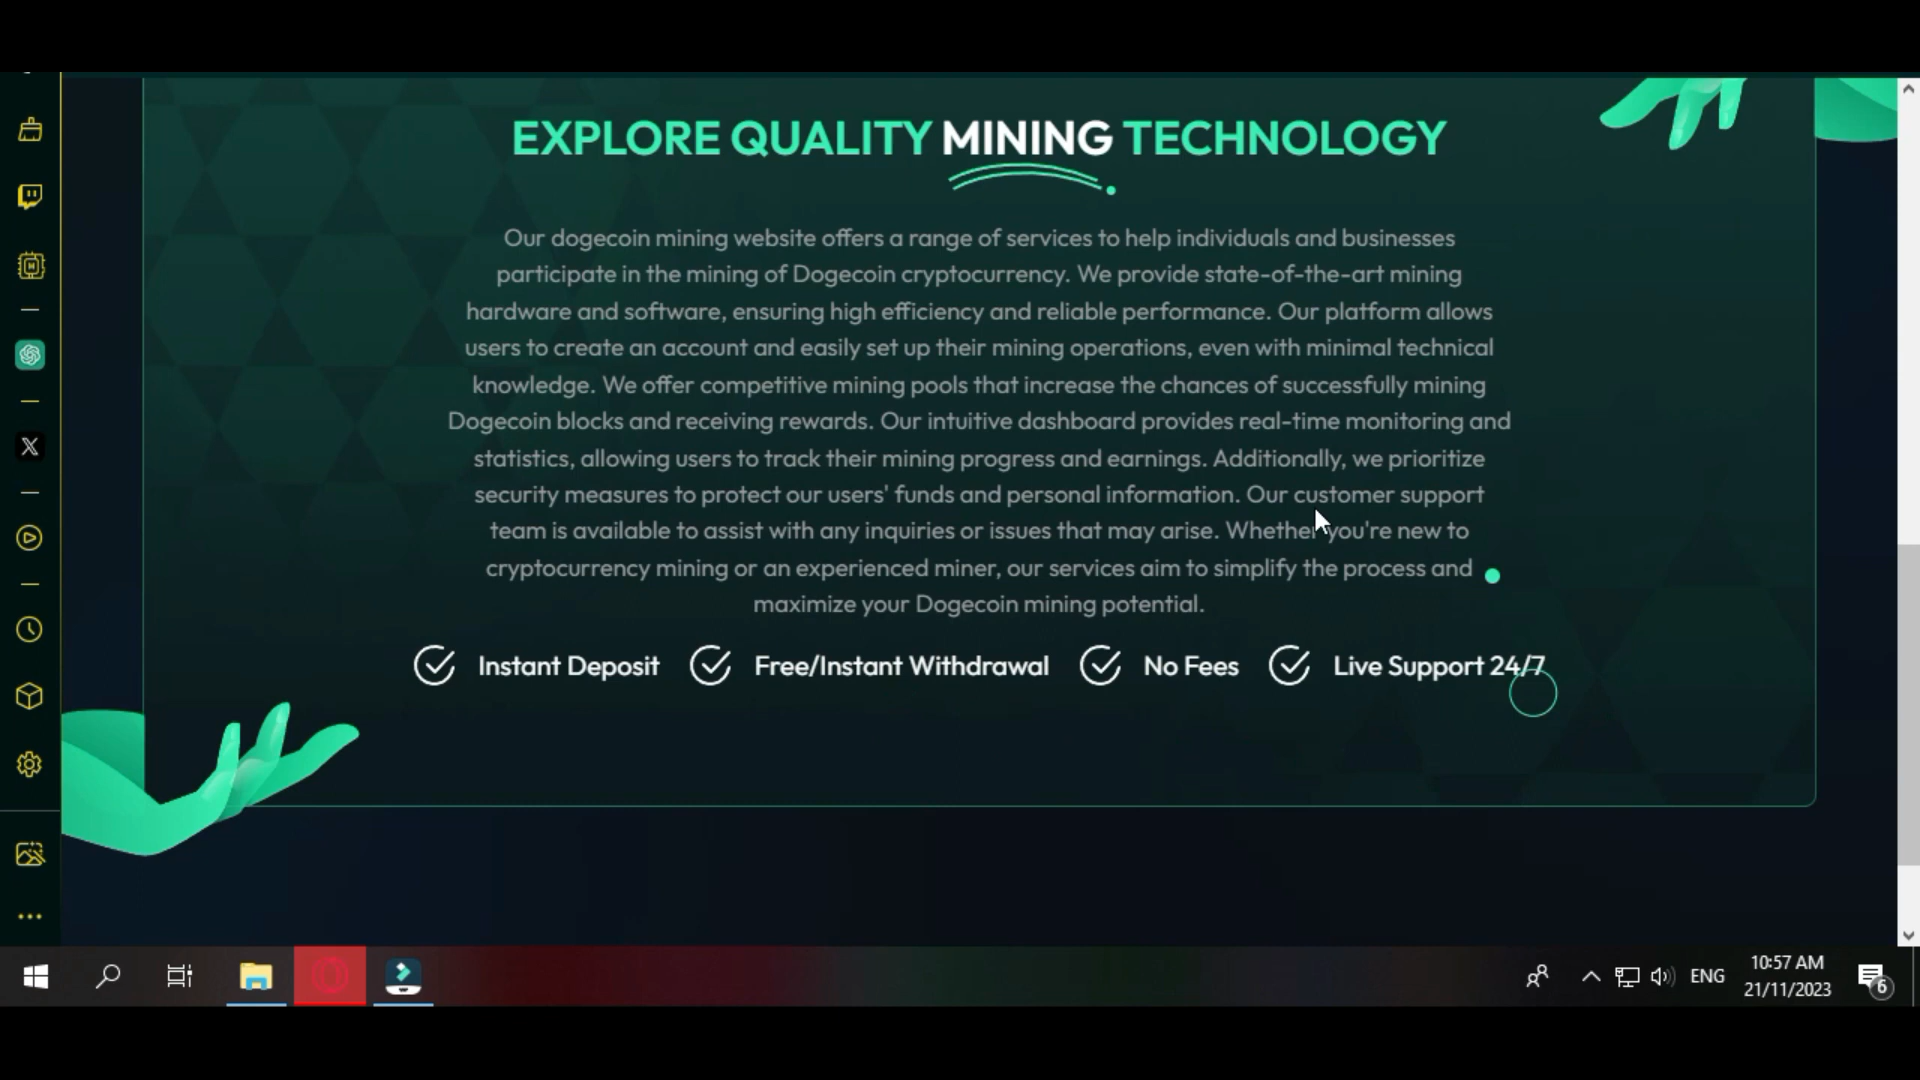 EXPLORE QUALITY MINING TECHNOLOGY
Our dogecoin mining website offers a range of services to help individuals and businesses
participate in the mining of Dogecoin cryptocurrency. We provide state-of-the-art mining
hardware and software, ensuring high efficiency and reliable performance. Our platform allows
users to create an account and easily set up their mining operations, even with minimal technical
knowledge. We offer competitive mining pools that increase the chances of successfully mining
Dogecoin blocks and receiving rewards. Our intuitive dashboard provides real-time monitoring and
statistics, allowing users to track their mining progress and earnings. Additionally, we prioritize
security measures to protect our users' funds and personal information. Our customer support
team is available to assist with any inquiries or issues that may arise. Whether you're new to
cryptocurrency mining or an experienced miner, our services aim to simplify the process and
maximize your Dogecoin mining potential.
Instant Deposit Free/Instant Withdrawal No Fees Live Support 24/7
ENG
10:57 AM
21/11/2023
6